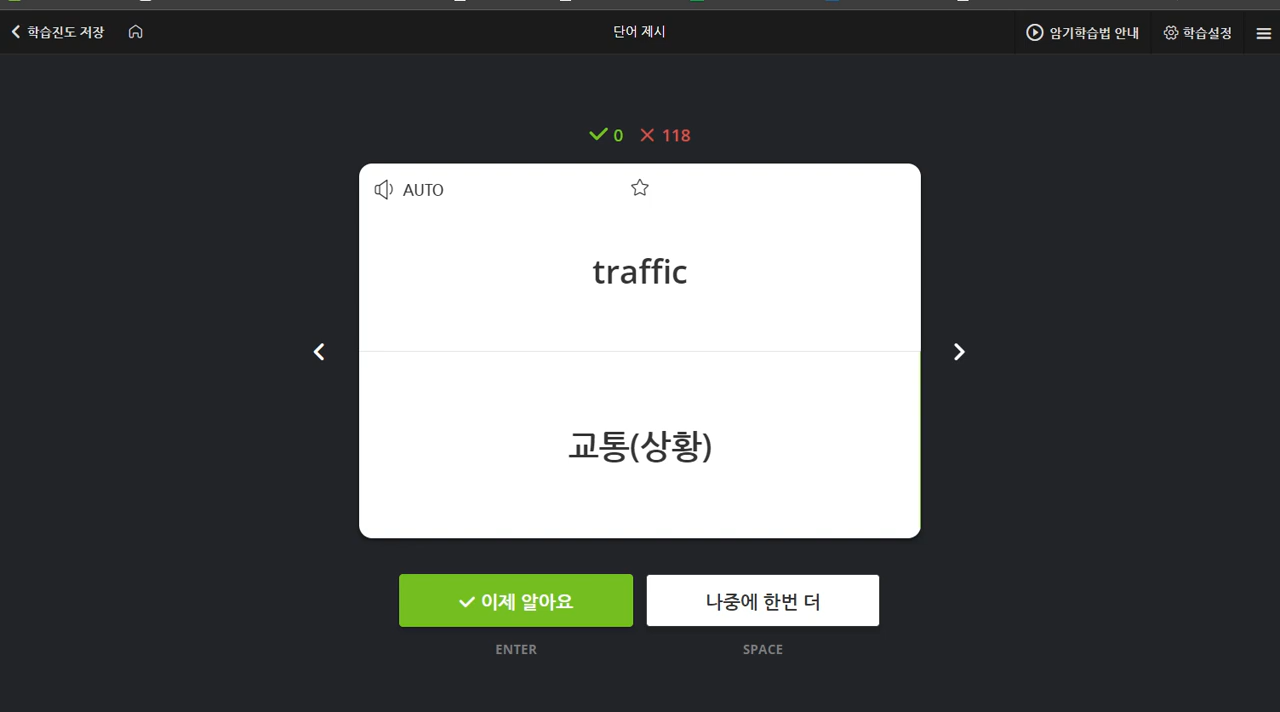 학습진도 저장
단어 제시
암기학습법 안내
학습설정
0 118
AUTO
traffic
교통(상황)
이제 알아요
나중에 한번 더
ENTER
SPACE